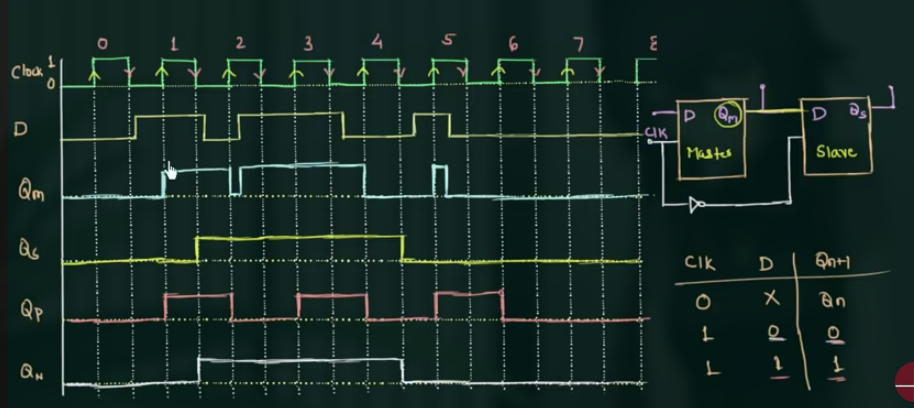 0 1 2 3 4 5 6 7 8
Clock 1
0
D
Qm
Qs
Qp
QN
D Qm
Master
D Qs
Slave
CLK
Clk D Qn+1
0 X Qn
1 0 0
1 1 1